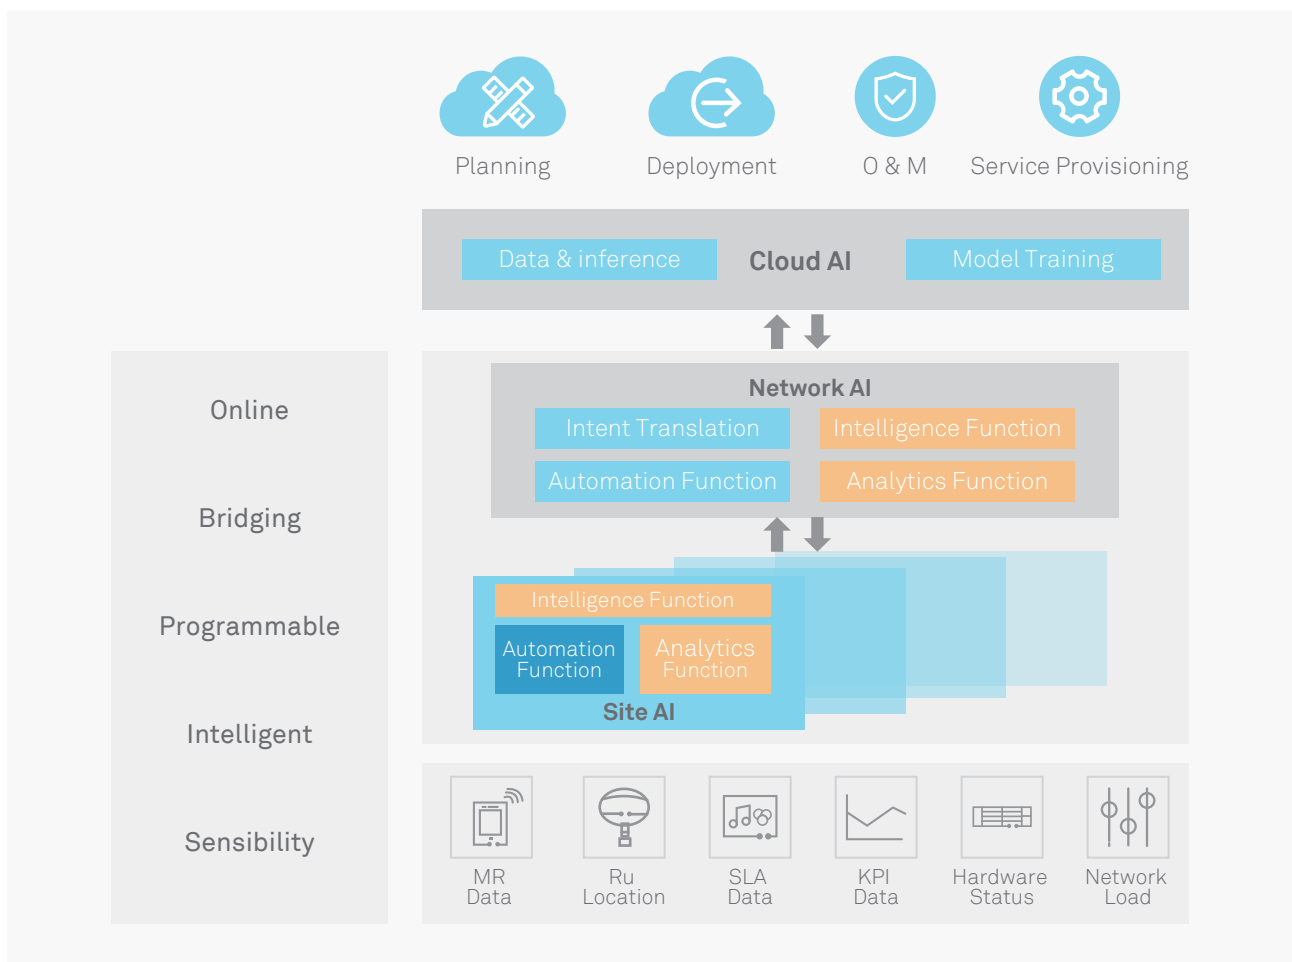 Planning
Deployment
O & M
Service Provisioning
Data & inference
Cloud AI
Model Training
Online
Bridging
Programmable
Intelligent
Sensibility
Network AI
Intent Translation
Intelligence Function
Automation Function
Analytics Function
Intelligence Function
Automation
Function
Analytics
Function
Site AI
MR
Data
Ru
Location
SLA
Data
KPI
Data
Hardware
Status
Network
Load